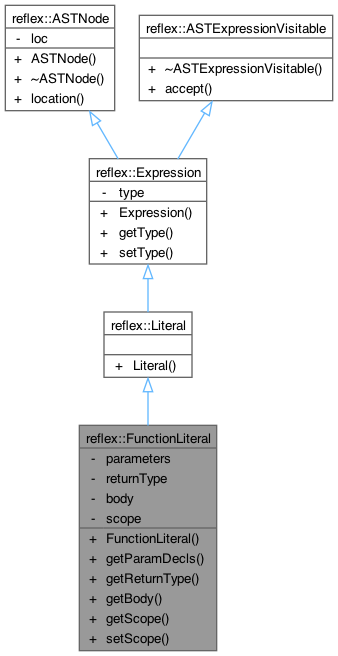 reflex::ASTNode
- loc
+ ASTNode()
+ ~ASTNode()
+ location()
reflex::ASTExpressionVisitable
+ ~ASTExpressionVisitable()
+ accept()
reflex::Expression
- type
+ Expression()
+ getType()
+ setType()
reflex::Literal
+ Literal()
reflex::FunctionLiteral
- parameters
- returnType
- body
- scope
+ FunctionLiteral()
+ getParamDecls()
+ getReturnType()
+ getBody()
+ getScope()
+ setScope()